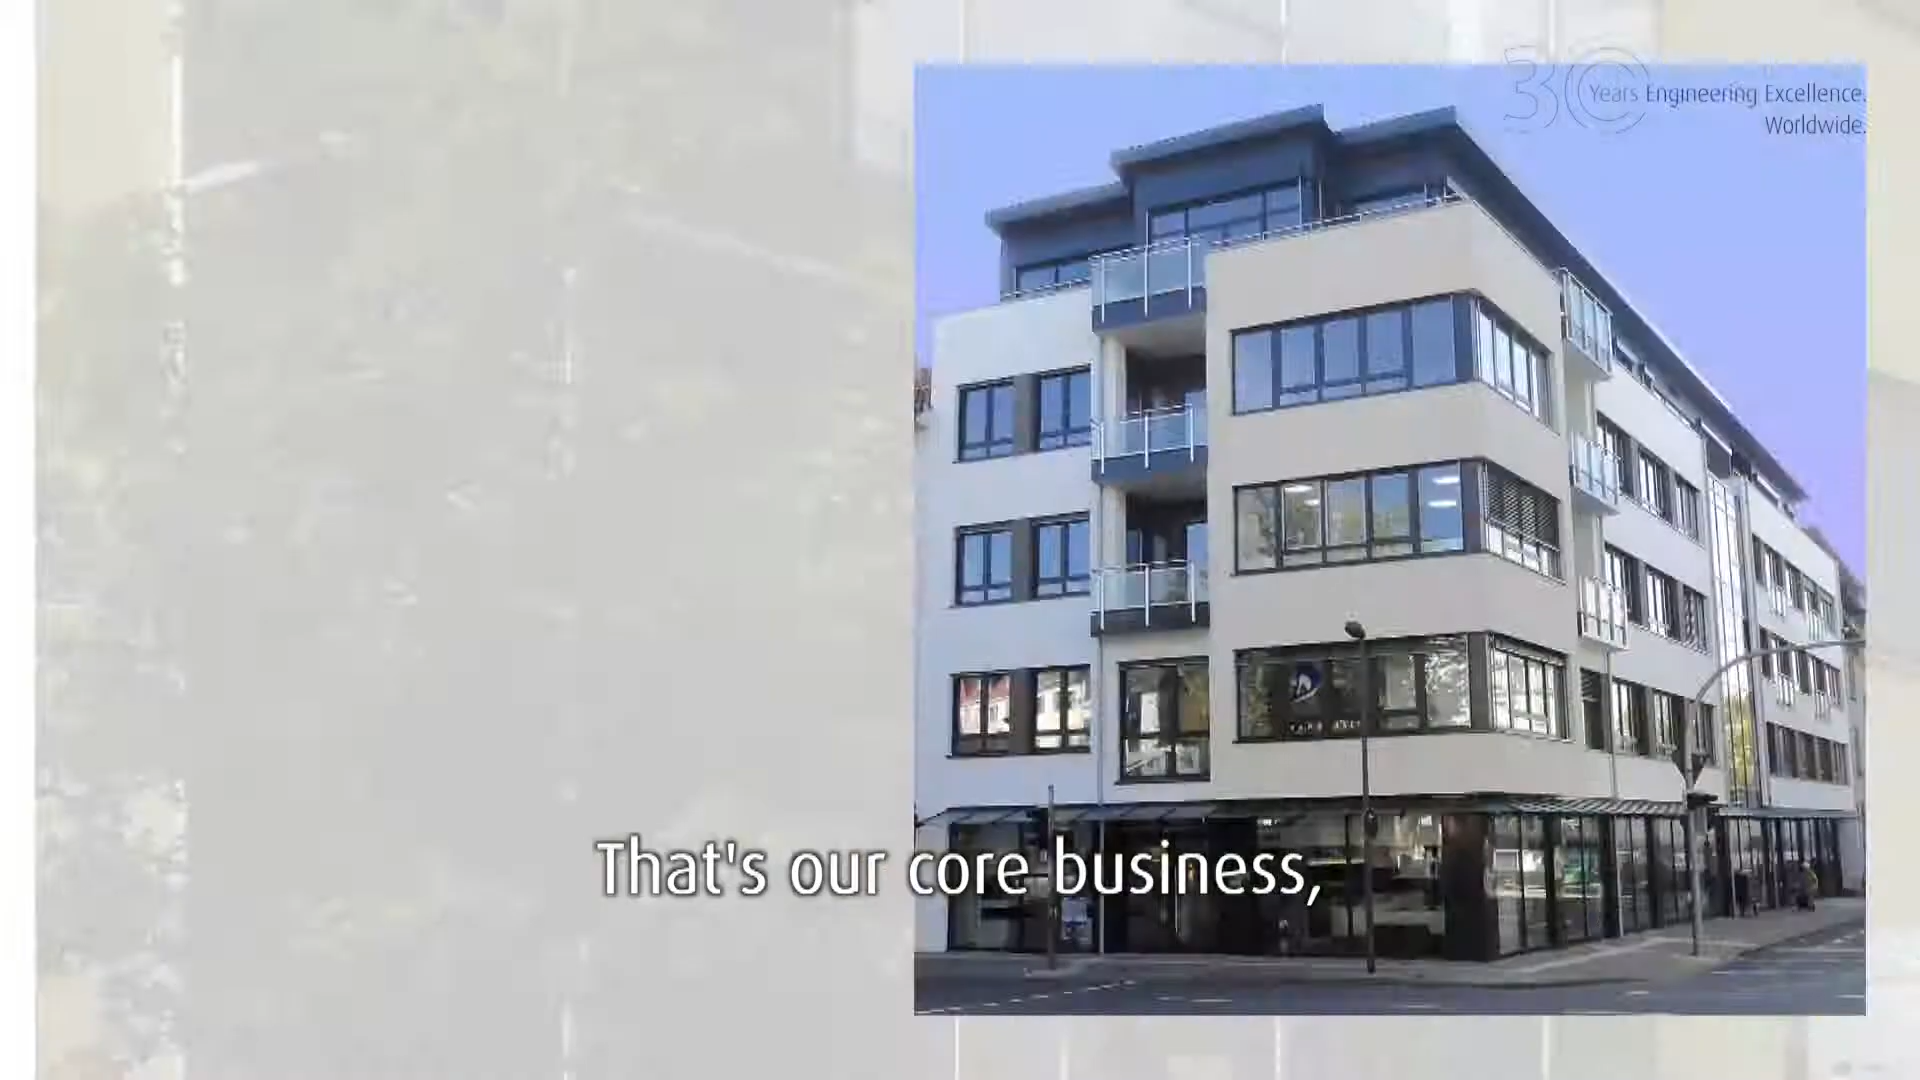 30 Years Engineering Excellence.
Worldwide.
That's our core business,